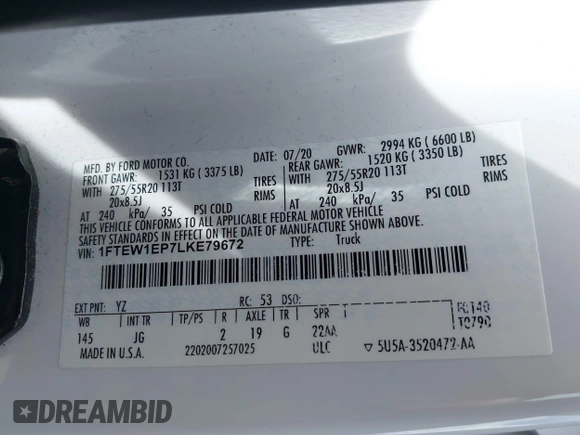 MFD. BY FORD MOTOR CO. DATE: 07/20 GVWR: 2994 KG ( 6600 LB)
FRONT GAWR: 1531 KG ( 3375 LB) REAR GAWR: 1520 KG ( 3350 LB)
WITH 275/55R20 113T TIRES WITH 275/55R20 113T TIRES
20x8.5J RIMS 20x8.5J RIMS
AT 240 kPa/ 35 PSI COLD AT 240 kPa/ 35 PSI COLD
THIS VEHICLE CONFORMS TO ALL APPLICABLE FEDERAL MOTOR VEHICLE
SAFETY AND THEFT PREVENTION STANDARDS IN EFFECT ON THE DATE OF MANUFACTURE SHOWN ABOVE.
VIN: 1FTEW1EP7LKE79672 TYPE: Truck
EXT PNT: YZ RC: 53 DSO: FC140
WB INT TR TP/PS R AXLE TR SPR T0790
145 JG 2 19 G 22AA
MADE IN U.S.A. 2202007257025 ULC ▽ 5U5A-3520472-AA
DREAMBID